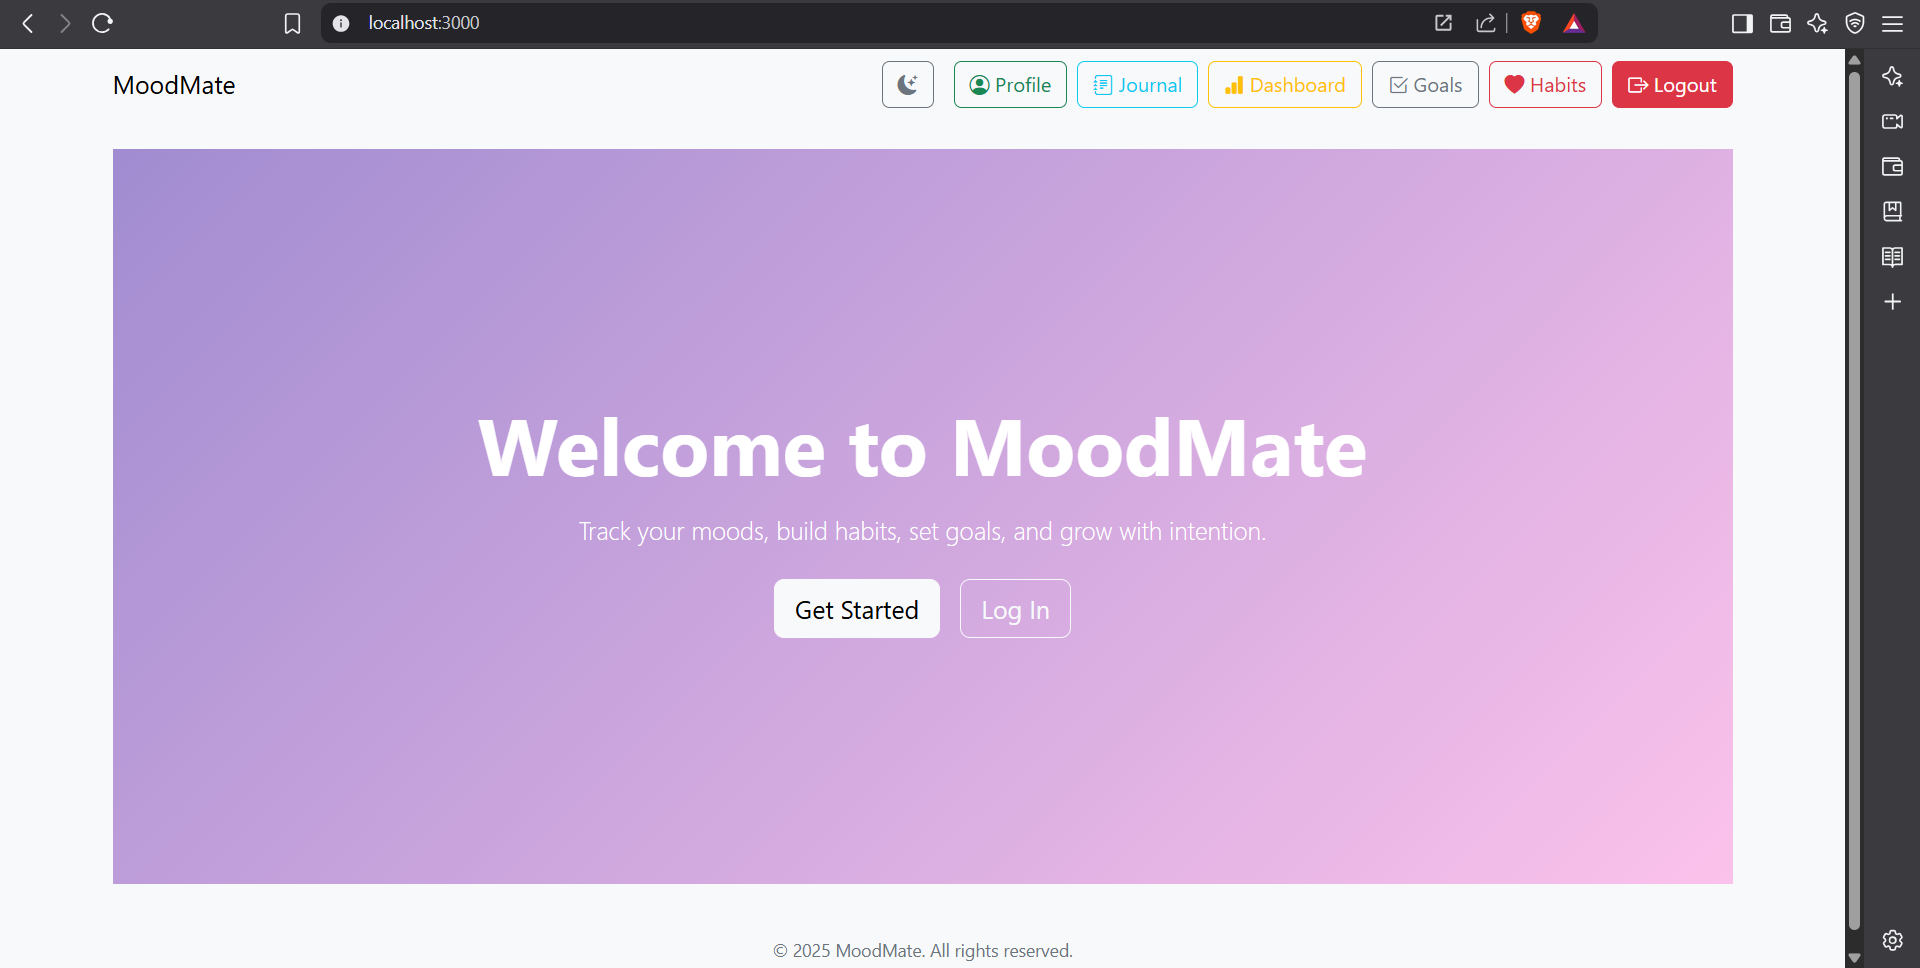 localhost:3000
MoodMate
Profile
Journal
Dashboard
Goals
Habits
Logout
Welcome to MoodMate
Track your moods, build habits, set goals, and grow with intention.
Get Started
Log In
© 2025 MoodMate. All rights reserved.